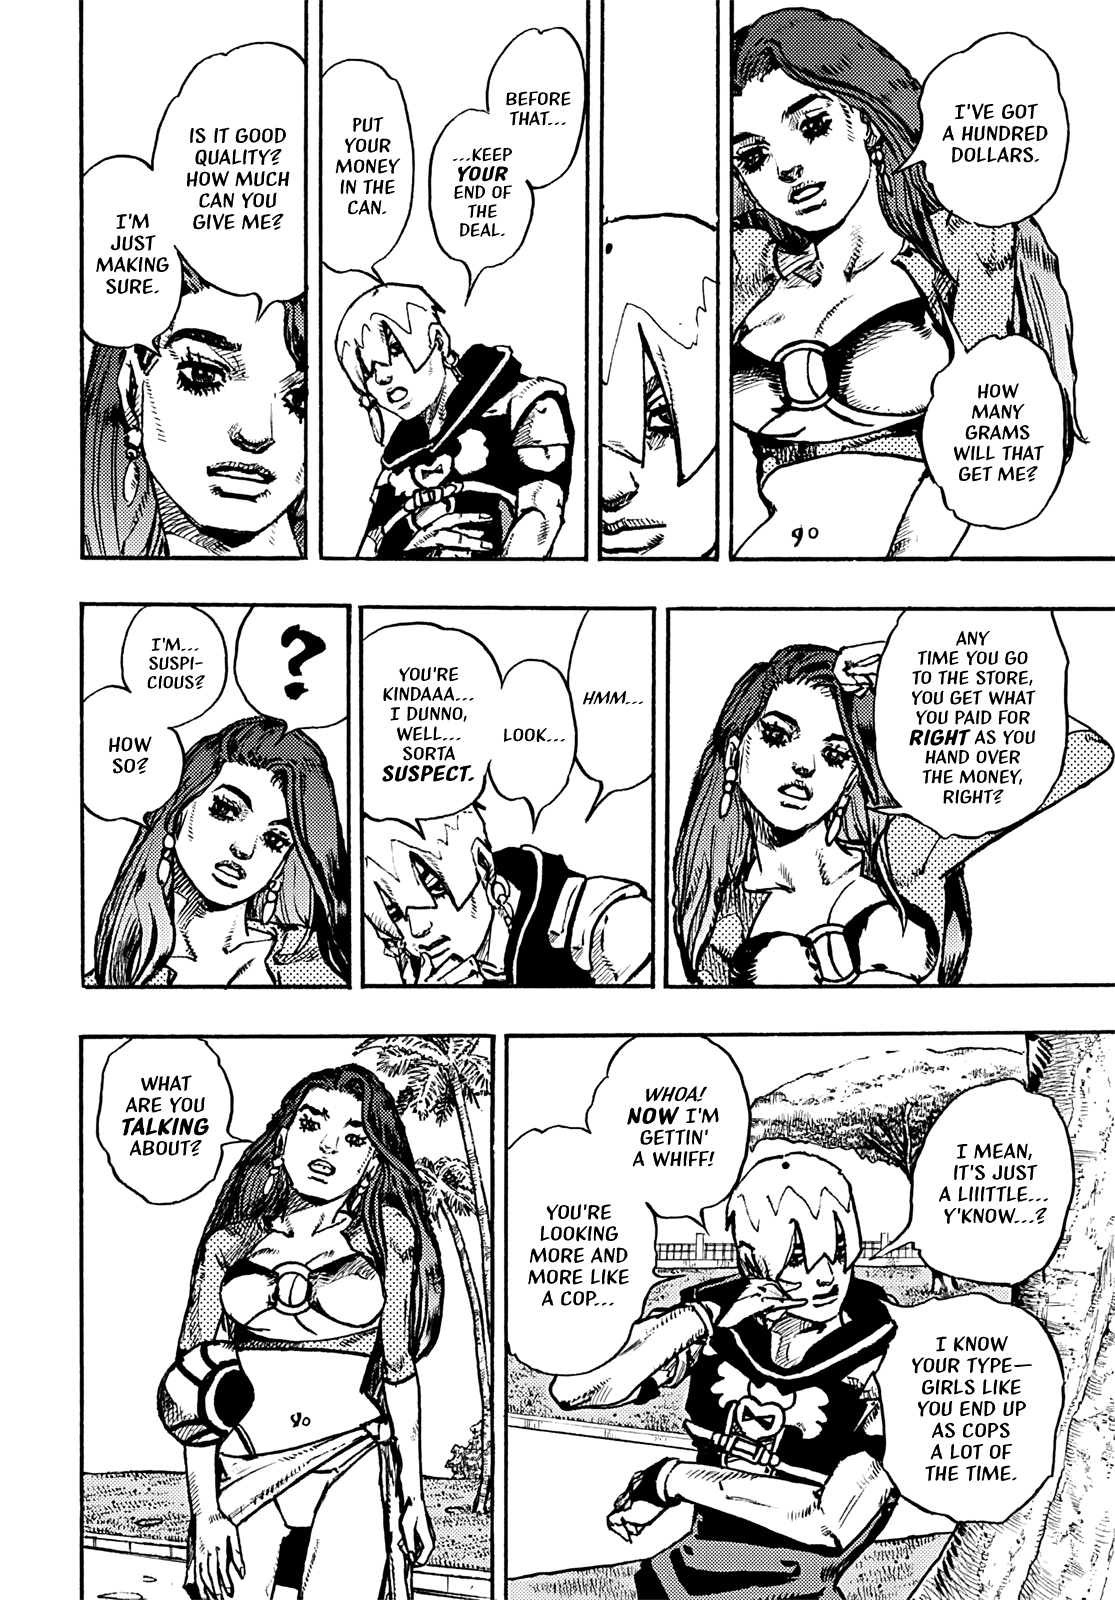 I'VE GOT
A HUNDRED
DOLLARS.
HOW
MANY
GRAMS
WILL THAT
GET ME?
BEFORE
THAT...
...KEEP
YOUR
END OF
THE
DEAL.
PUT
YOUR
MONEY
IN THE
CAN.
IS IT GOOD
QUALITY?
HOW MUCH
CAN YOU
GIVE ME?
I'M
JUST
MAKING
SURE.
ANY
TIME YOU GO
TO THE STORE,
YOU GET WHAT
YOU PAID FOR
RIGHT AS YOU
HAND OVER
THE MONEY,
RIGHT?
HMM...
LOOK...
YOU'RE
KINDAAA...
I DUNNO,
WELL...
SORTA
SUSPECT.
?
I'M...
SUSPI-
CIOUS?
HOW
SO?
I MEAN,
IT'S JUST
A LIIITTLE...
Y'KNOW...?
I KNOW
YOUR TYPE—
GIRLS LIKE
YOU END UP
AS COPS
A LOT OF
THE TIME.
WHOA!
NOW I'M
GETTIN'
A WHIFF!
YOU'RE
LOOKING
MORE AND
MORE LIKE
A COP...
WHAT
ARE YOU
TALKING
ABOUT?